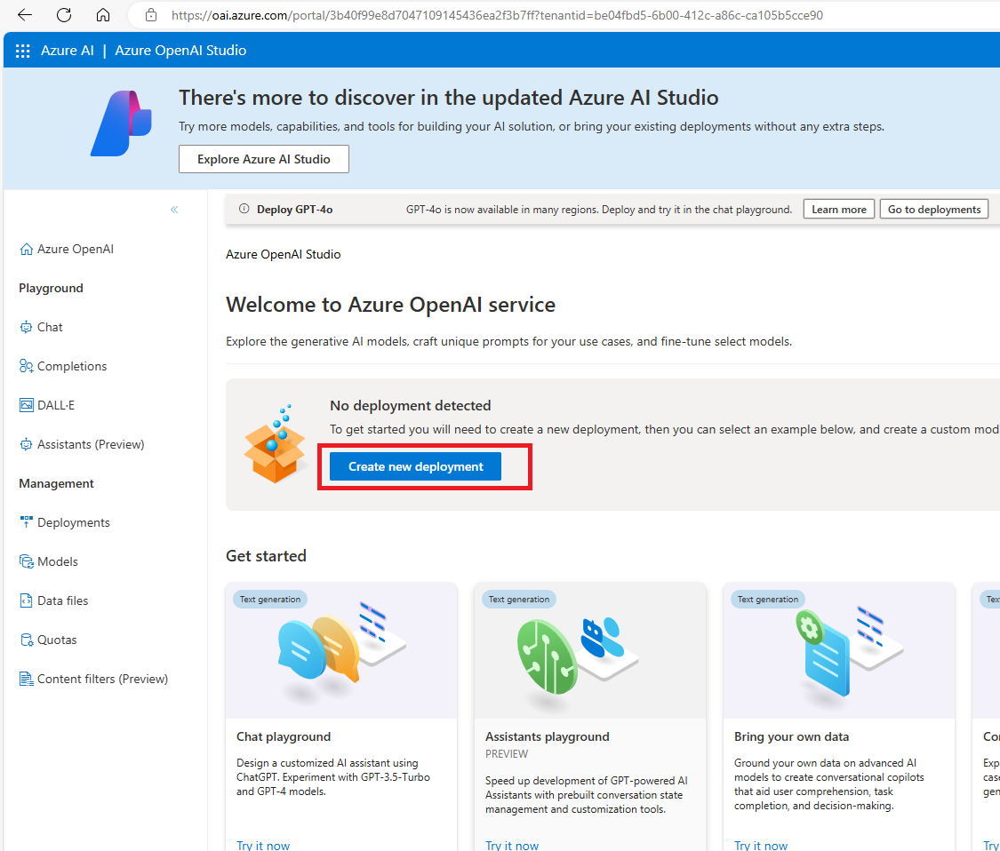 https://oai.azure.com/portal/3b40f99e8d7047109145436ea2f3b7ff?tenantid=be04fbd5-6b00-412c-a86c-ca105b5cce90
Azure AI | Azure OpenAI Studio
There's more to discover in the updated Azure AI Studio
Try more models, capabilities, and tools for building your AI solution, or bring your existing deployments without any extra steps.
Explore Azure AI Studio
Azure OpenAI
Playground
Chat
Completions
DALL·E
Assistants (Preview)
Management
Deployments
Models
Data files
Quotas
Content filters (Preview)
Deploy GPT-4o
GPT-4o is now available in many regions. Deploy and try it in the chat playground.
Learn more
Go to deployments
Azure OpenAI Studio
Welcome to Azure OpenAI service
Explore the generative AI models, craft unique prompts for your use cases, and fine-tune select models.
No deployment detected
To get started you will need to create a new deployment, then you can select an example below, and create a custom mod
Create new deployment
Get started
Text generation
Chat playground
Design a customized AI assistant using
ChatGPT. Experiment with GPT-3.5-Turbo
and GPT-4 models.
Try it now
Text generation
Assistants playground
PREVIEW
Speed up development of GPT-powered AI
Assistants with prebuilt conversation state
management and customization tools.
Try it now
Text generation
Bring your own data
Ground your own data on advanced AI
models to create conversational copilots
that aid user comprehension, task
completion, and decision-making.
Try it now
Tex
Co
Exp
case
gen
Try